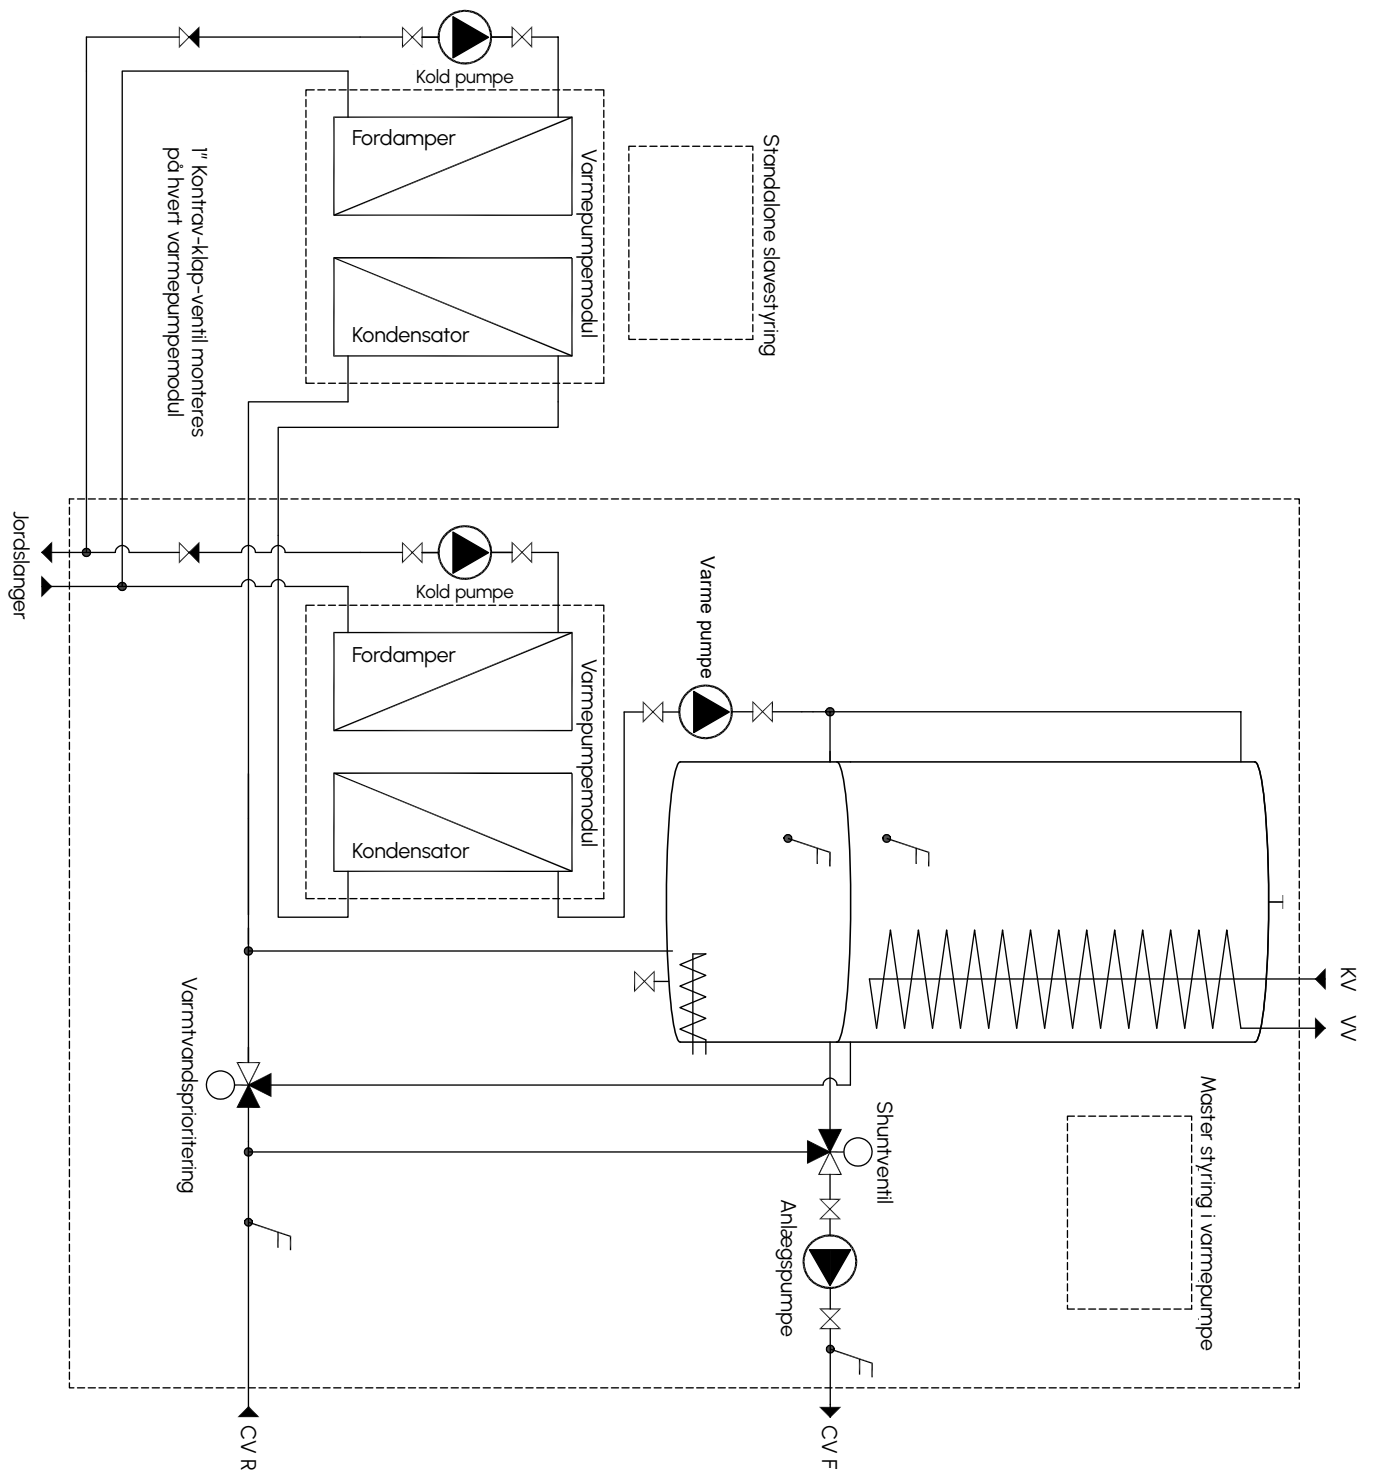 Kold pumpe
Fordamper
Kondensator
Varmepumpemodul
Standalone slavestyring
1” Kontrav-klap-ventil monteres
på hvert varmepumpemodul
Jordslanger
Kold pumpe
Fordamper
Kondensator
Varmepumpemodul
Varme pumpe
KV
VV
Varmtvandsprioritering
Shuntventil
Anlægspumpe
Master styring i varmepumpe
CV R
CV F